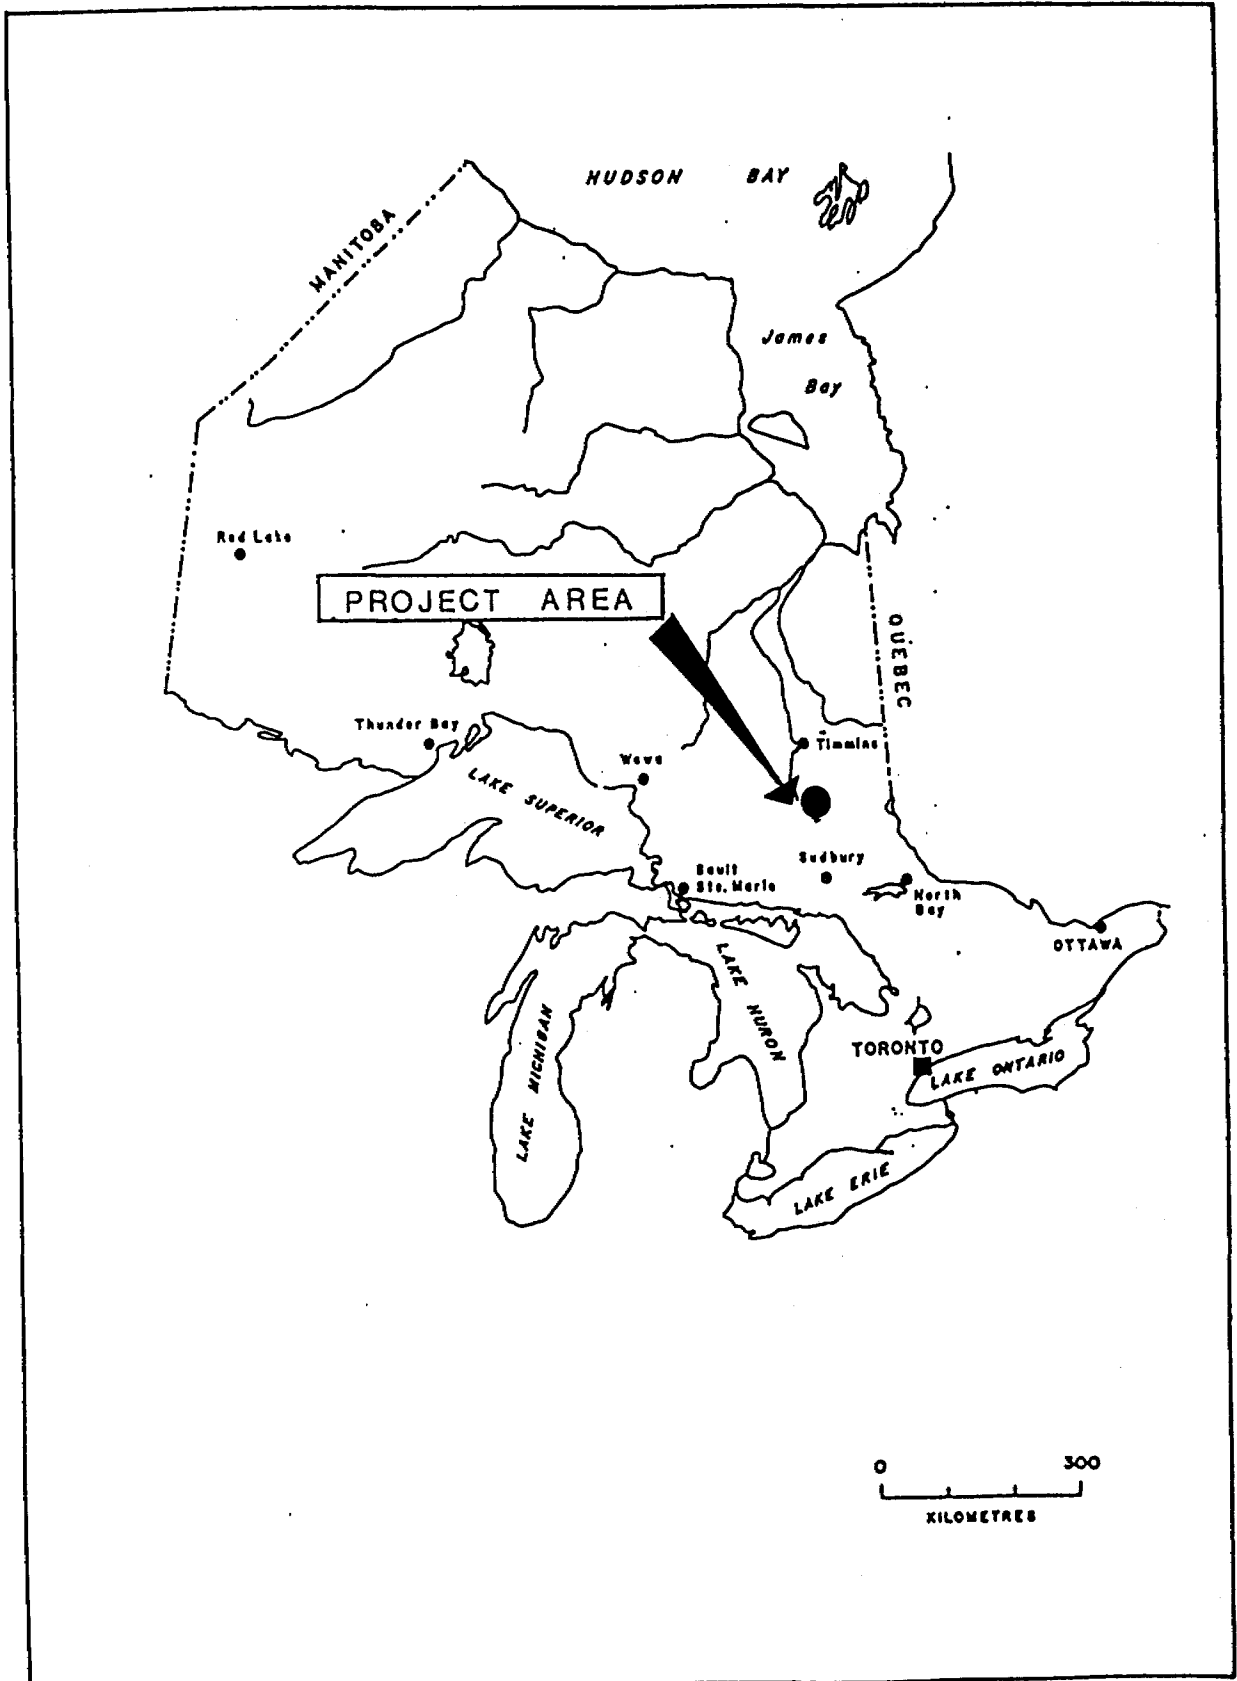 HUDSON BAY
MANITOBA
James
Bay
Red Lake
PROJECT AREA
QUÉBEC
Thunder Bay
Timmins
Wawa
LAKE SUPERIOR
Sudbury
Sault
Ste. Marie
North
Bay
OTTAWA
LAKE HURON
LAKE MICHIGAN
TORONTO
LAKE ONTARIO
LAKE ERIE
0 300
KILOMETRES